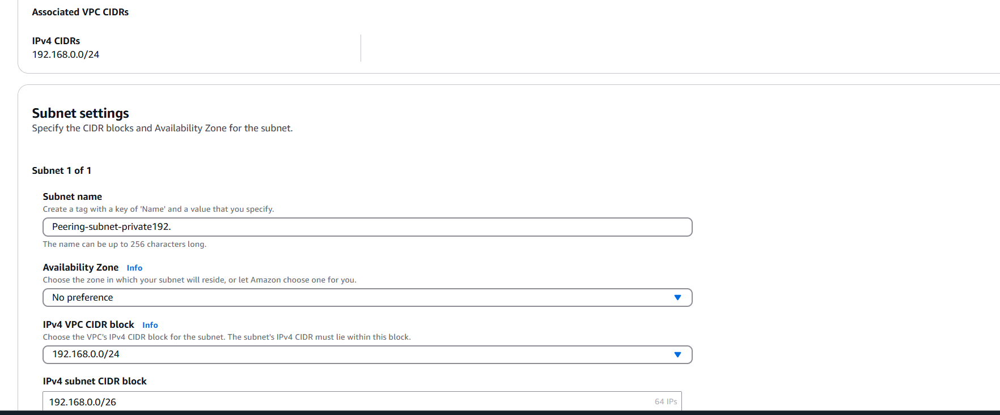 Associated VPC CIDRs
IPv4 CIDRs
192.168.0.0/24
Subnet settings
Specify the CIDR blocks and Availability Zone for the subnet.
Subnet 1 of 1
Subnet name
Create a tag with a key of 'Name' and a value that you specify.
Peering-subnet-private192.
The name can be up to 256 characters long.
Availability Zone Info
Choose the zone in which your subnet will reside, or let Amazon choose one for you.
No preference
IPv4 VPC CIDR block Info
Choose the VPC's IPv4 CIDR block for the subnet. The subnet's IPv4 CIDR must lie within this block.
192.168.0.0/24
IPv4 subnet CIDR block
192.168.0.0/26 64 IPs